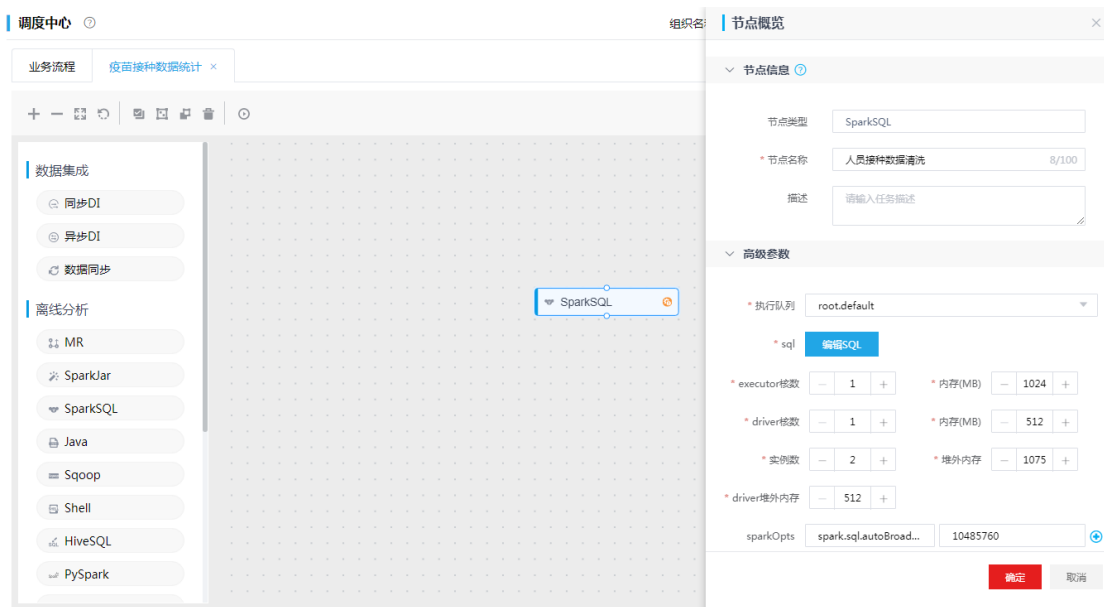 调度中心
组织名
业务流程
疫苗接种数据统计 ×
数据集成
同步DI
异步DI
数据同步
离线分析
MR
SparkJar
SparkSQL
Java
Sqoop
Shell
HiveSQL
PySpark
SparkSQL
节点概览
节点信息
节点类型 SparkSQL
* 节点名称 人员接种数据清洗 8/100
描述 请输入任务描述
高级参数
* 执行队列 root.default
* sql 编辑SQL
* executor核数 — 1 + * 内存(MB) — 1024 +
* driver核数 — 1 + * 内存(MB) — 512 +
* 实例数 — 2 + * 堆外内存 — 1075 +
* driver堆外内存 — 512 +
sparkOpts spark.sql.autoBroad... 10485760
确定 取消